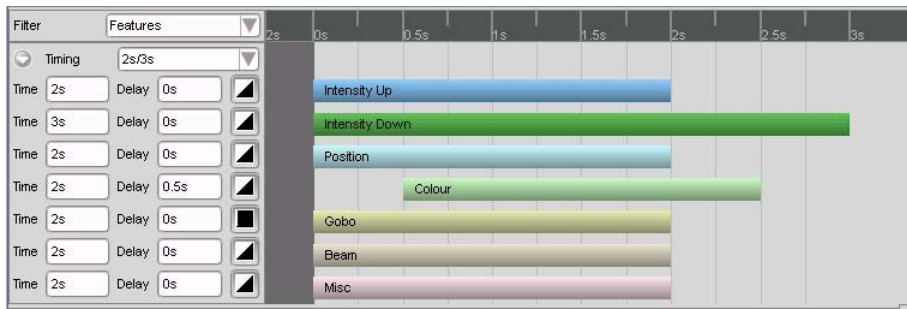 Filter Features 2s 0s 0.5s 1s 1.5s 2s 2.5s 3s
Timing 2s/3s
Time 2s Delay 0s Intensity Up
Time 3s Delay 0s Intensity Down
Time 2s Delay 0s Position
Time 2s Delay 0.5s Colour
Time 2s Delay 0s Gobo
Time 2s Delay 0s Beam
Time 2s Delay 0s Misc